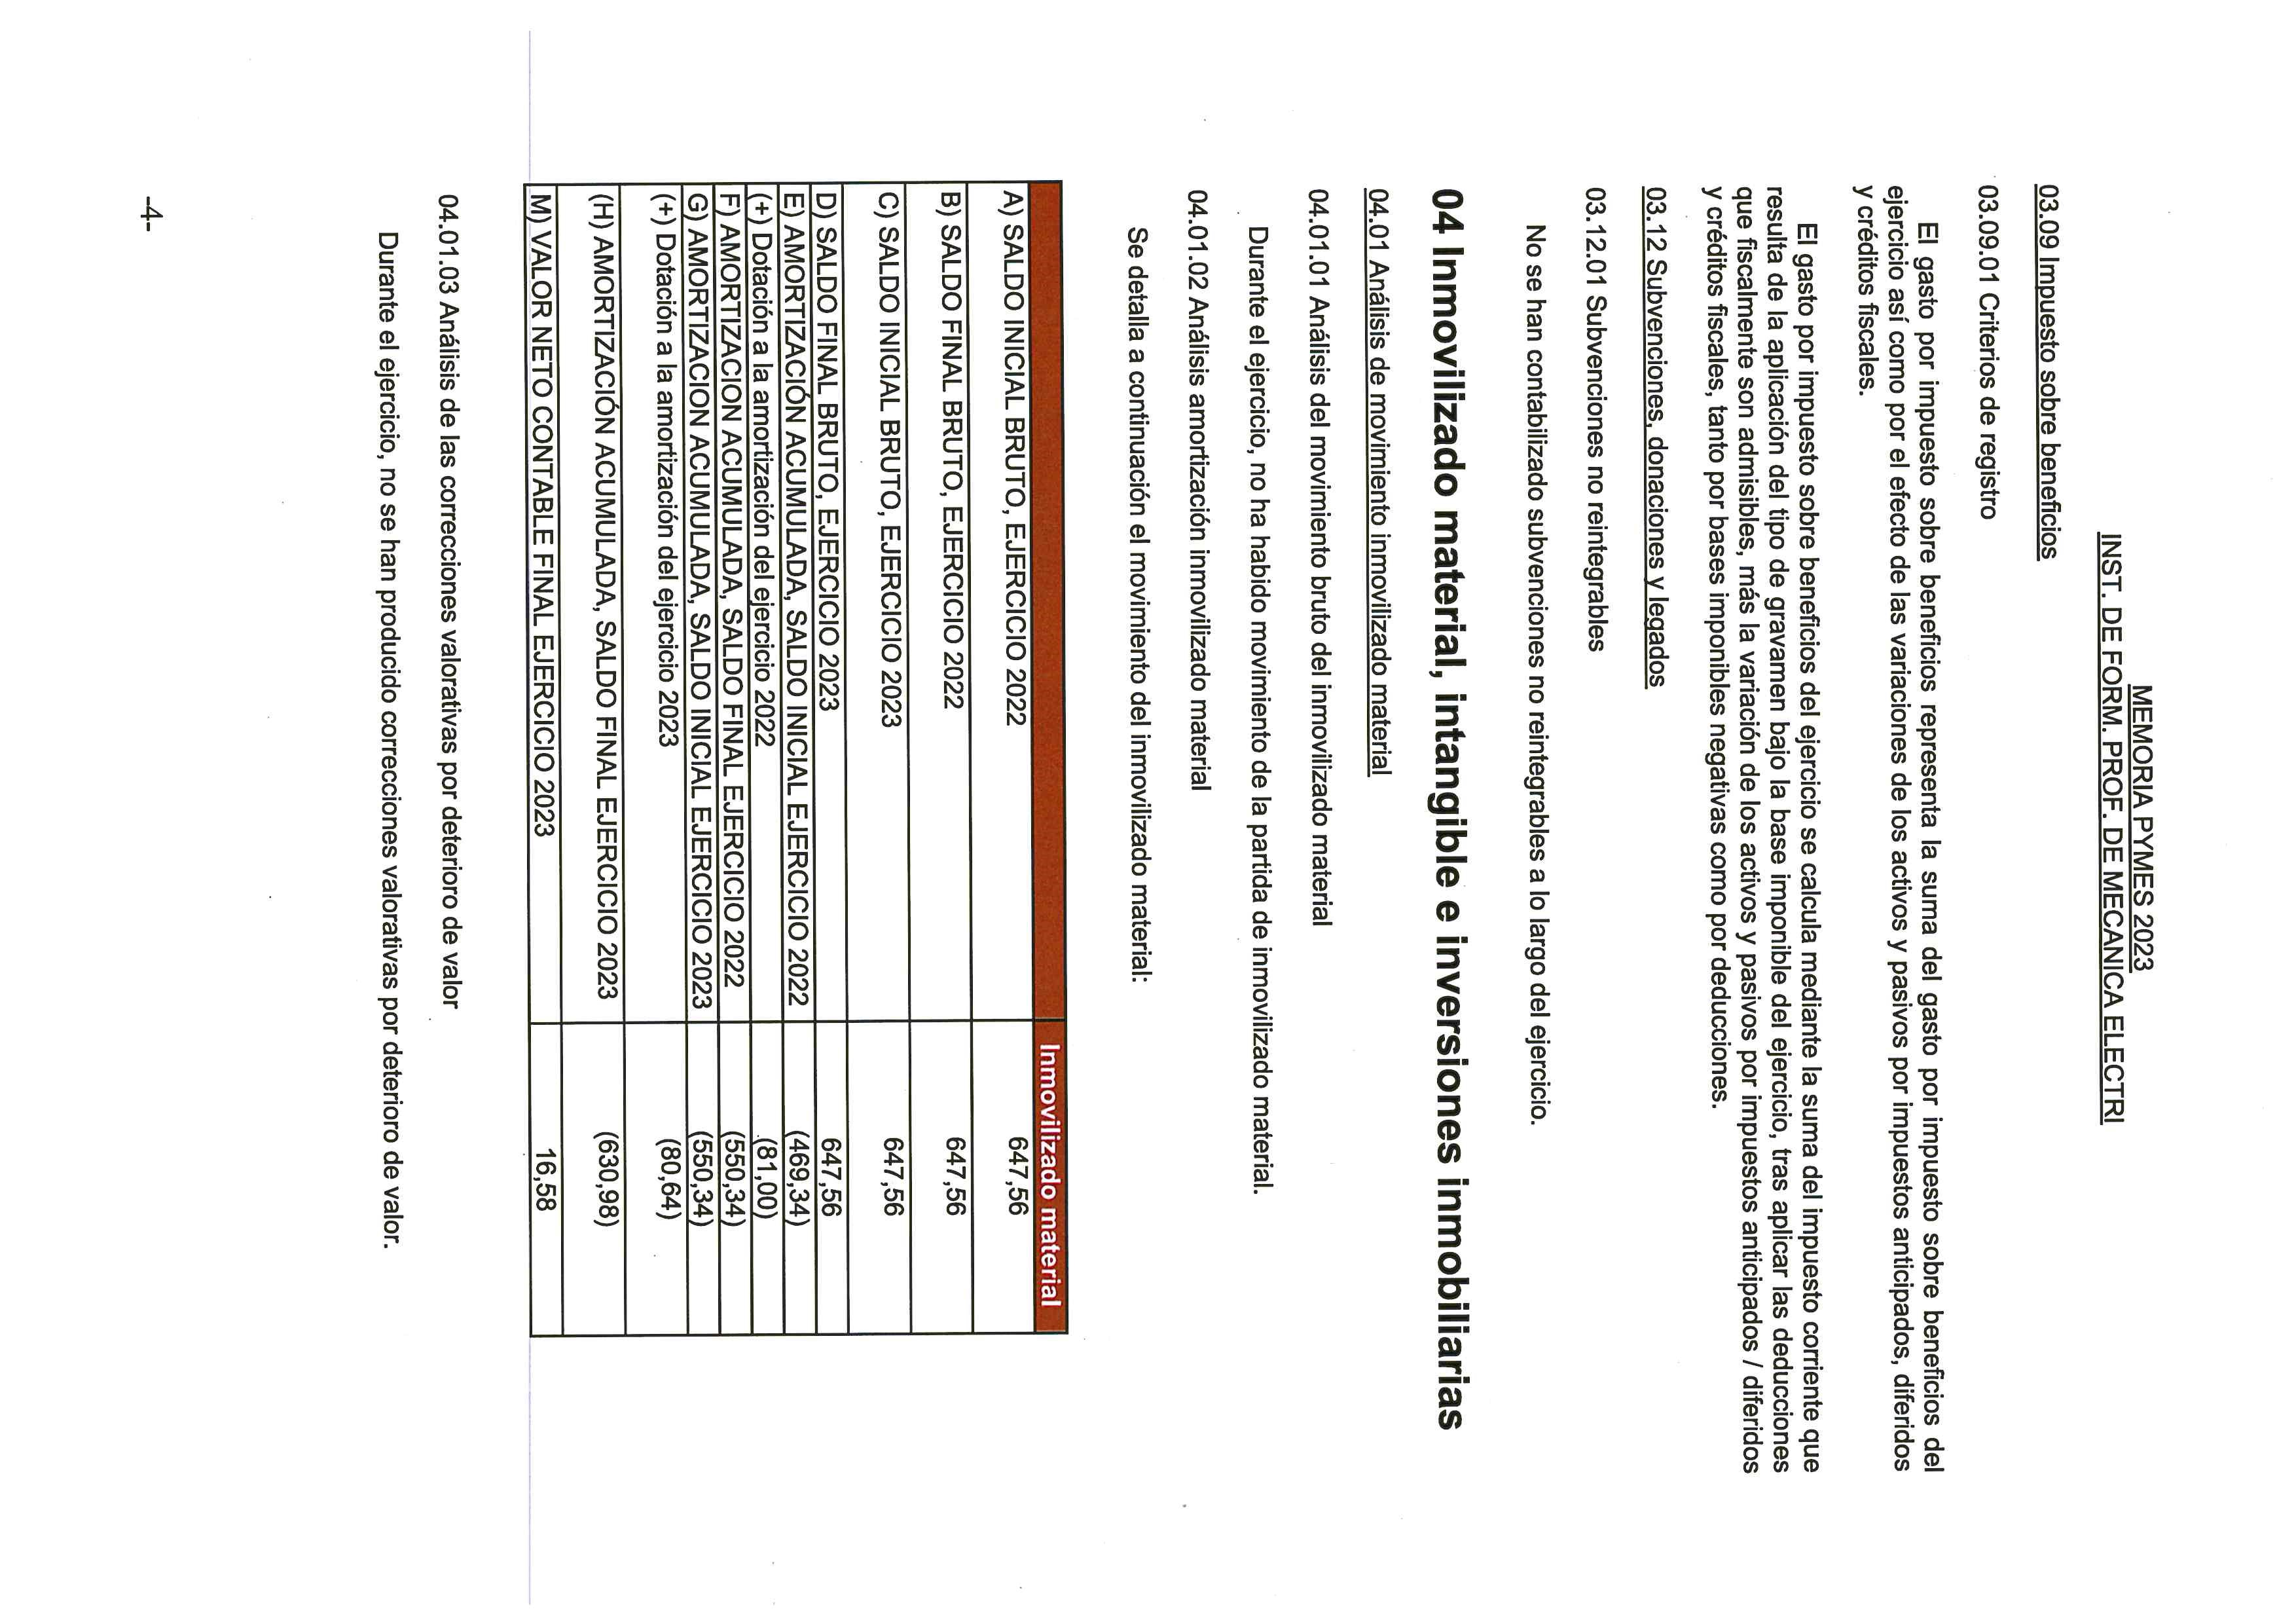 MEMORIA PYMES 2023
INST. DE FORM. PROF. DE MECANICA ELECTRI
03.09 Impuesto sobre beneficios
03.09.01 Criterios de registro
El gasto por impuesto sobre beneficios representa la suma del gasto por impuesto sobre beneficios del
ejercicio así como por el efecto de las variaciones de los activos y pasivos por impuestos anticipados, diferidos
y créditos fiscales.
El gasto por impuesto sobre beneficios del ejercicio se calcula mediante la suma del impuesto corriente que
resulta de la aplicación del tipo de gravamen bajo la base imponible del ejercicio, tras aplicar las deducciones
que fiscalmente son admisibles, más la variación de los activos y pasivos por impuestos anticipados / diferidos
y créditos fiscales, tanto por bases imponibles negativas como por deducciones.
03.12 Subvenciones, donaciones y legados
03.12.01 Subvenciones no reintegrables
No se han contabilizado subvenciones no reintegrables a lo largo del ejercicio.
04 Inmovilizado material, intangible e inversiones inmobiliarias
04.01 Análisis de movimiento inmovilizado material
04.01.01 Análisis del movimiento bruto del inmovilizado material
Durante el ejercicio, no ha habido movimiento de la partida de inmovilizado material.
04.01.02 Análisis amortización inmovilizado material
Se detalla a continuación el movimiento del inmovilizado material:
Inmovilizado material
A) SALDO INICIAL BRUTO, EJERCICIO 2022 647,56
B) SALDO FINAL BRUTO, EJERCICIO 2022 647,56
C) SALDO INICIAL BRUTO, EJERCICIO 2023 647,56
D) SALDO FINAL BRUTO, EJERCICIO 2023 647,56
E) AMORTIZACIÓN ACUMULADA, SALDO INICIAL EJERCICIO 2022 (469,34)
(+) Dotación a la amortización del ejercicio 2022 (81,00)
F) AMORTIZACION ACUMULADA, SALDO FINAL EJERCICIO 2022 (550,34)
G) AMORTIZACION ACUMULADA, SALDO INICIAL EJERCICIO 2023 (550,34)
(+) Dotación a la amortización del ejercicio 2023 (80,64)
(H) AMORTIZACIÓN ACUMULADA, SALDO FINAL EJERCICIO 2023 (630,98)
M) VALOR NETO CONTABLE FINAL EJERCICIO 2023 16,58
04.01.03 Análisis de las correcciones valorativas por deterioro de valor
Durante el ejercicio, no se han producido correcciones valorativas por deterioro de valor.
-4-